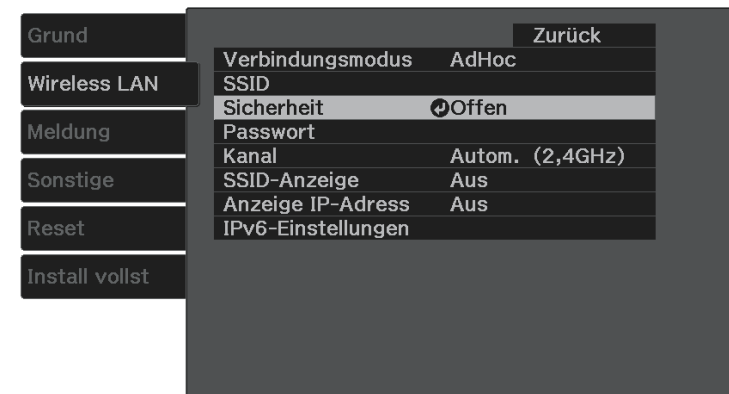 Grund
Wireless LAN
Meldung
Sonstige
Reset
Install vollst
Zurück
Verbindungsmodus AdHoc
SSID
Sicherheit Offen
Passwort
Kanal Autom. (2,4GHz)
SSID-Anzeige Aus
Anzeige IP-Adress Aus
IPv6-Einstellungen